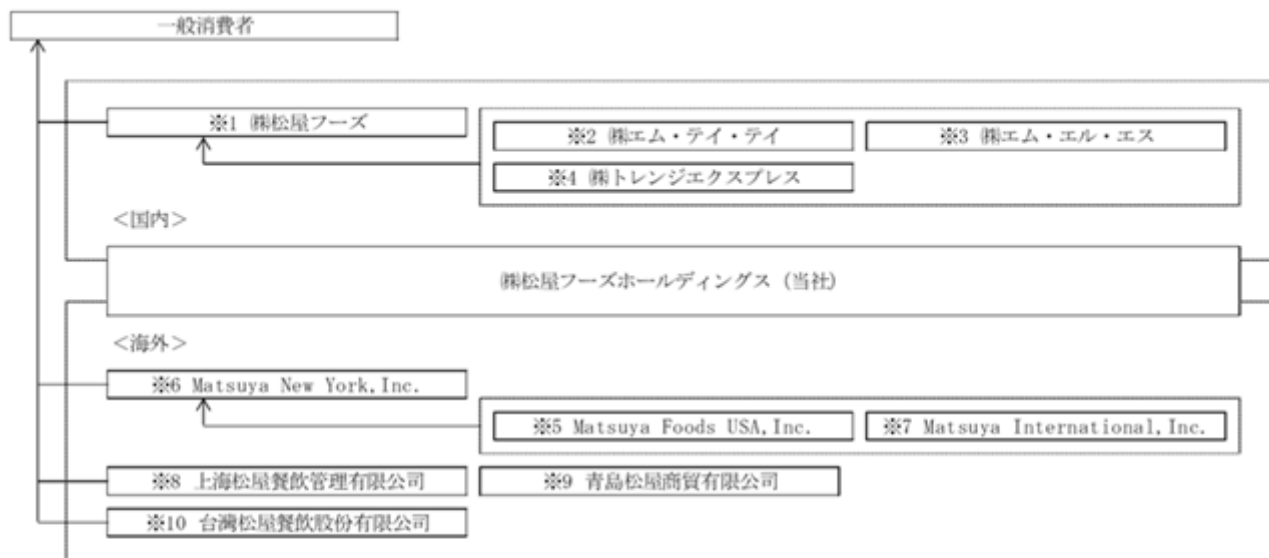 一般消費者
※1 ㈱松屋フーズ
※2 ㈱エム・テイ・テイ
※3 ㈱エム・エル・エス
※4 ㈱トレンジエクスプレス
＜国内＞
㈱松屋フーズホールディングス（当社）
＜海外＞
※6 Matsuya New York,Inc.
※5 Matsuya Foods USA,Inc.
※7 Matsuya International,Inc.
※8 上海松屋餐飲管理有限公司
※9 青島松屋商貿有限公司
※10 台灣松屋餐飲股份有限公司